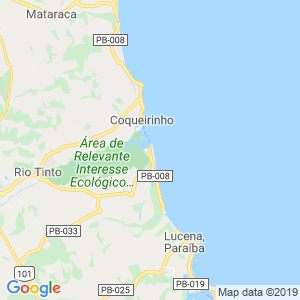 Mataraca
PB-008
Coqueirinho
Área de
Relevante
Interesse
Ecológico...
Rio Tinto
PB-008
PB-033
Lucena,
Paraíba
101
PB-025
PB-019
Google
Map data ©2019